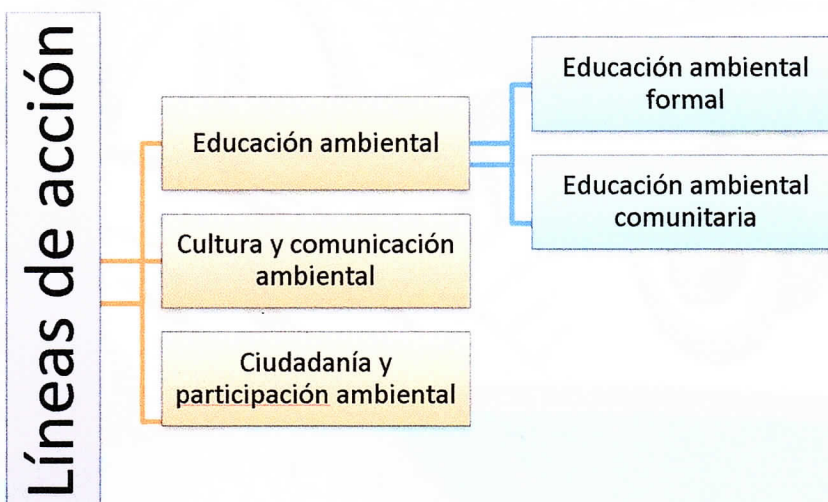 Líneas de acción
Educación ambiental
Cultura y comunicación
ambiental
Ciudadanía y
participación ambiental
Educación ambiental
formal
Educación ambiental
comunitaria